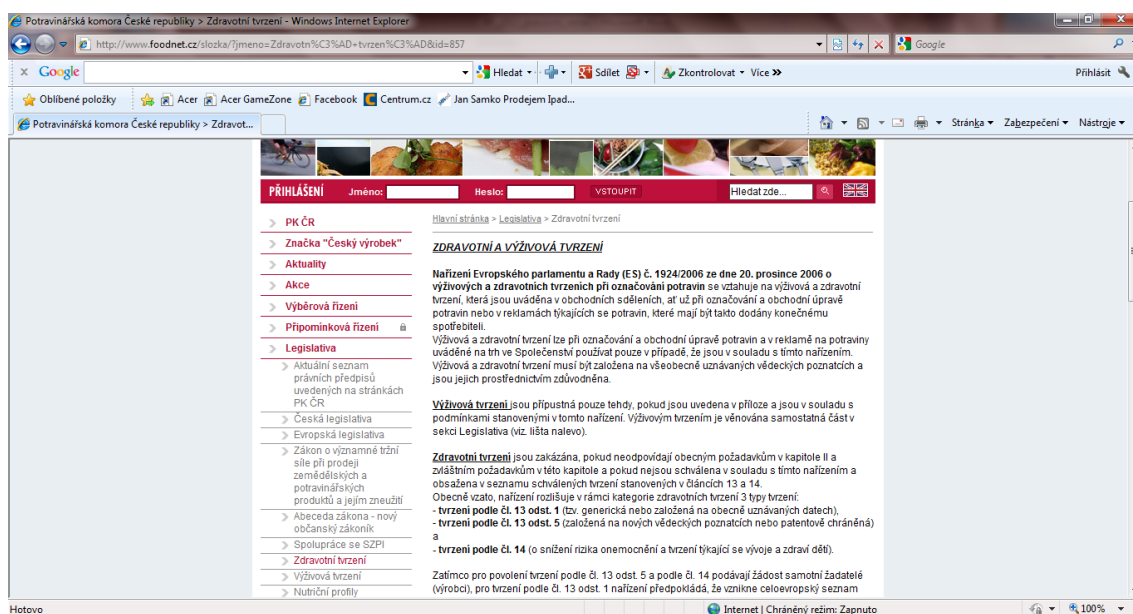 Potravinářská komora České republiky > Zdravotní tvrzení - Windows Internet Explorer
http://www.foodnet.cz/slozka/?jmeno=Zdravotn%C3%AD+tvrzen%C3%AD&id=857
Google
x Google Hledat Sdílet Zkontrolovat Více Přihlásit
Oblíbené položky Acer Acer GameZone Facebook Centrum.cz Jan Samko Prodejem Ipad...
Potravinářská komora České republiky > Zdravot... Stránka Zabezpečení Nástroje
PŘIHLÁŠENÍ Jméno: Heslo: VSTOUPIT Hledat zde...
PK ČR
Značka "Český výrobek"
Aktuality
Akce
Výběrová řízení
Připomínková řízení
Legislativa
Aktuální seznam
právních předpisů
uvedených na stránkách
PK ČR
Česká legislativa
Evropská legislativa
Zákon o významné tržní
síle při prodeji
zemědělských a
potravinářských
produktů a jejím zneužití
Abeceda zákona - nový
občanský zákoník
Spolupráce se SZPI
Zdravotní tvrzení
Výživová tvrzení
Nutriční profily
Hlavní stránka > Legislativa > Zdravotní tvrzení
ZDRAVOTNÍ A VÝŽIVOVÁ TVRZENÍ
Nařízení Evropského parlamentu a Rady (ES) č. 1924/2006 ze dne 20. prosince 2006 o
výživových a zdravotních tvrzeních při označování potravin se vztahuje na výživová a zdravotní
tvrzení, která jsou uváděna v obchodních sděleních, ať už při označování a obchodní úpravě
potravin nebo v reklamách týkajících se potravin, které mají být takto dodány konečnému
spotřebiteli.
Výživová a zdravotní tvrzení lze při označování a obchodní úpravě potravin a v reklamě na potraviny
uváděné na trh ve Společenství používat pouze v případě, že jsou v souladu s tímto nařízením.
Výživová a zdravotní tvrzení musí být založena na všeobecně uznávaných vědeckých poznatcích a
jsou jejich prostřednictvím zdůvodněna.
Výživová tvrzení jsou přípustná pouze tehdy, pokud jsou uvedena v příloze a jsou v souladu s
podmínkami stanovenými v tomto nařízení. Výživovým tvrzením je věnována samostatná část v
sekci Legislativa (viz. lišta nalevo).
Zdravotní tvrzení jsou zakázána, pokud neodpovídají obecným požadavkům v kapitole II a
zvláštním požadavkům v této kapitole a pokud nejsou schválena v souladu s tímto nařízením a
obsažena v seznamu schválených tvrzení stanovených v článcích 13 a 14.
Obecně vzato, nařízení rozlišuje v rámci kategorie zdravotních tvrzení 3 typy tvrzení:
- tvrzení podle čl. 13 odst. 1 (tzv. generická nebo založená na obecně uznávaných datech),
- tvrzení podle čl. 13 odst. 5 (založená na nových vědeckých poznatcích nebo patentově chráněná)
a
- tvrzení podle čl. 14 (o snížení rizika onemocnění a tvrzení týkající se vývoje a zdraví dětí).
Zatímco pro povolení tvrzení podle čl. 13 odst. 5 a podle čl. 14 podávají žádost samotní žadatelé
(výrobci), pro tvrzení podle čl. 13 odst. 1 nařízení předpokládá, že vznikne celoevropský seznam
Hotovo Internet | Chráněný režim: Zapnuto 100%